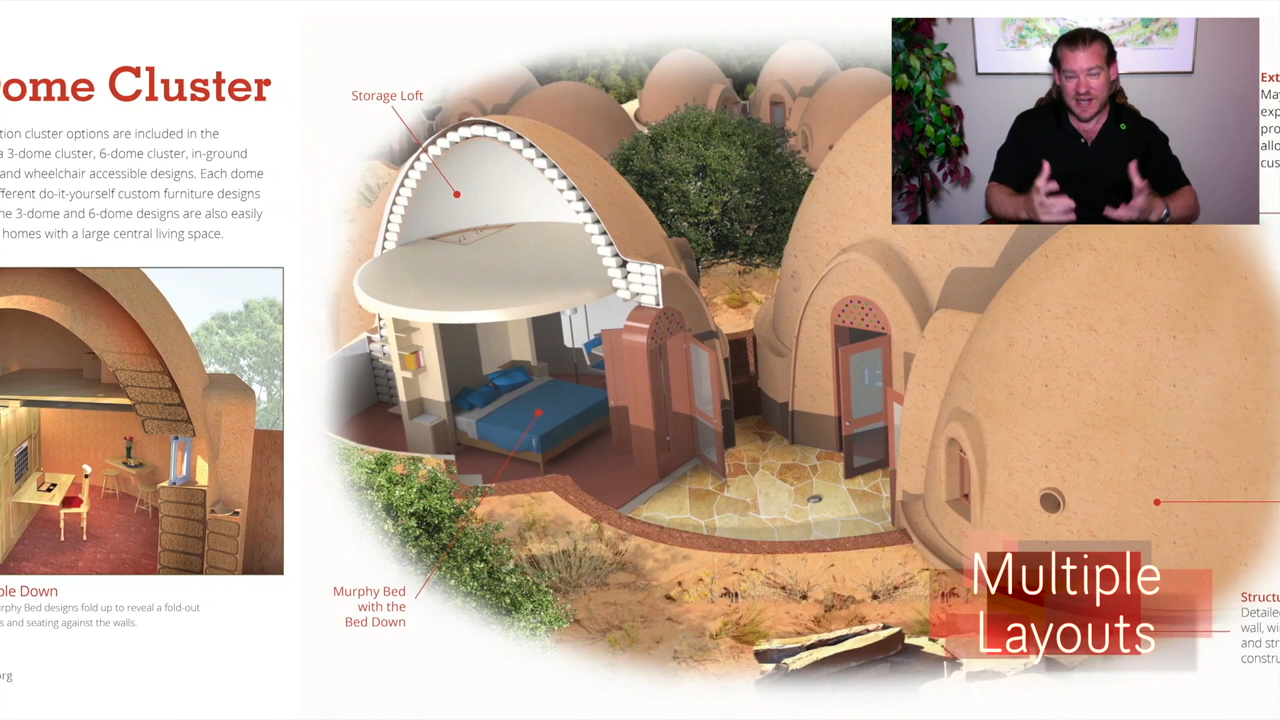 ome Cluster
tion cluster options are included in the
a 3-dome cluster, 6-dome cluster, in-ground
and wheelchair accessible designs. Each dome
fferent do-it-yourself custom furniture designs
he 3-dome and 6-dome designs are also easily
homes with a large central living space.
ble Down
urphy Bed designs fold up to reveal a fold-out
s and seating against the walls.
org
Storage Loft
Murphy Bed
with the
Bed Down
Ext
May
exp
pro
allo
cus
Multiple
Layouts
Structu
Detailed
wall, wi
and str
constru